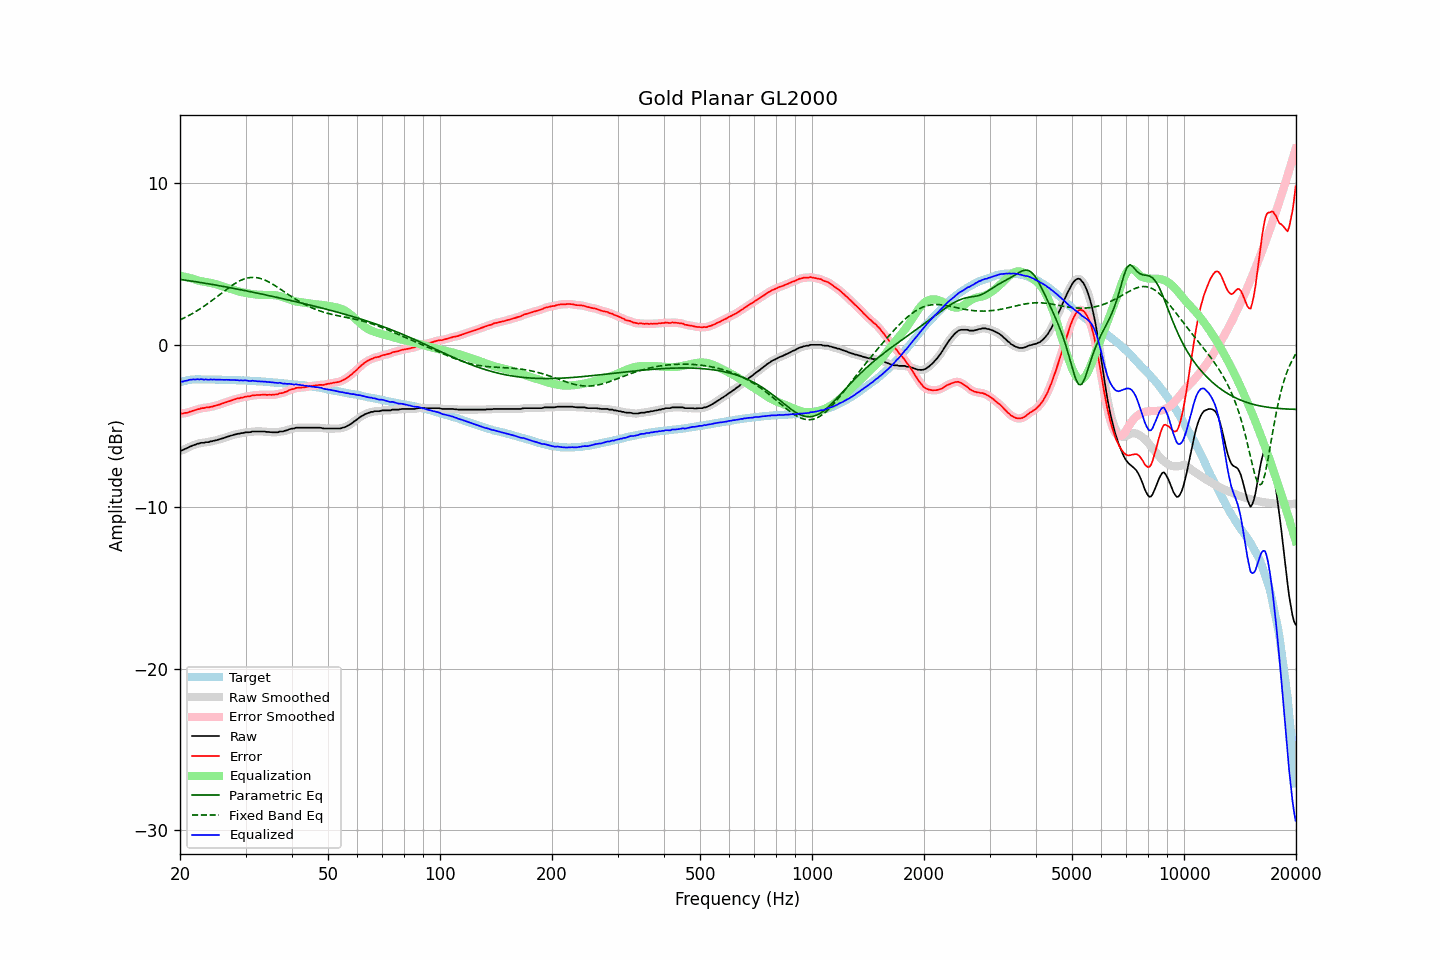 Gold Planar GL2000
Amplitude (dBr)
10
0
−10
−20
−30
Target
Raw Smoothed
Error Smoothed
Raw
Error
Equalization
Parametric Eq
Fixed Band Eq
Equalized
20 50 100 200 500 1000 2000 5000 10000 20000
Frequency (Hz)